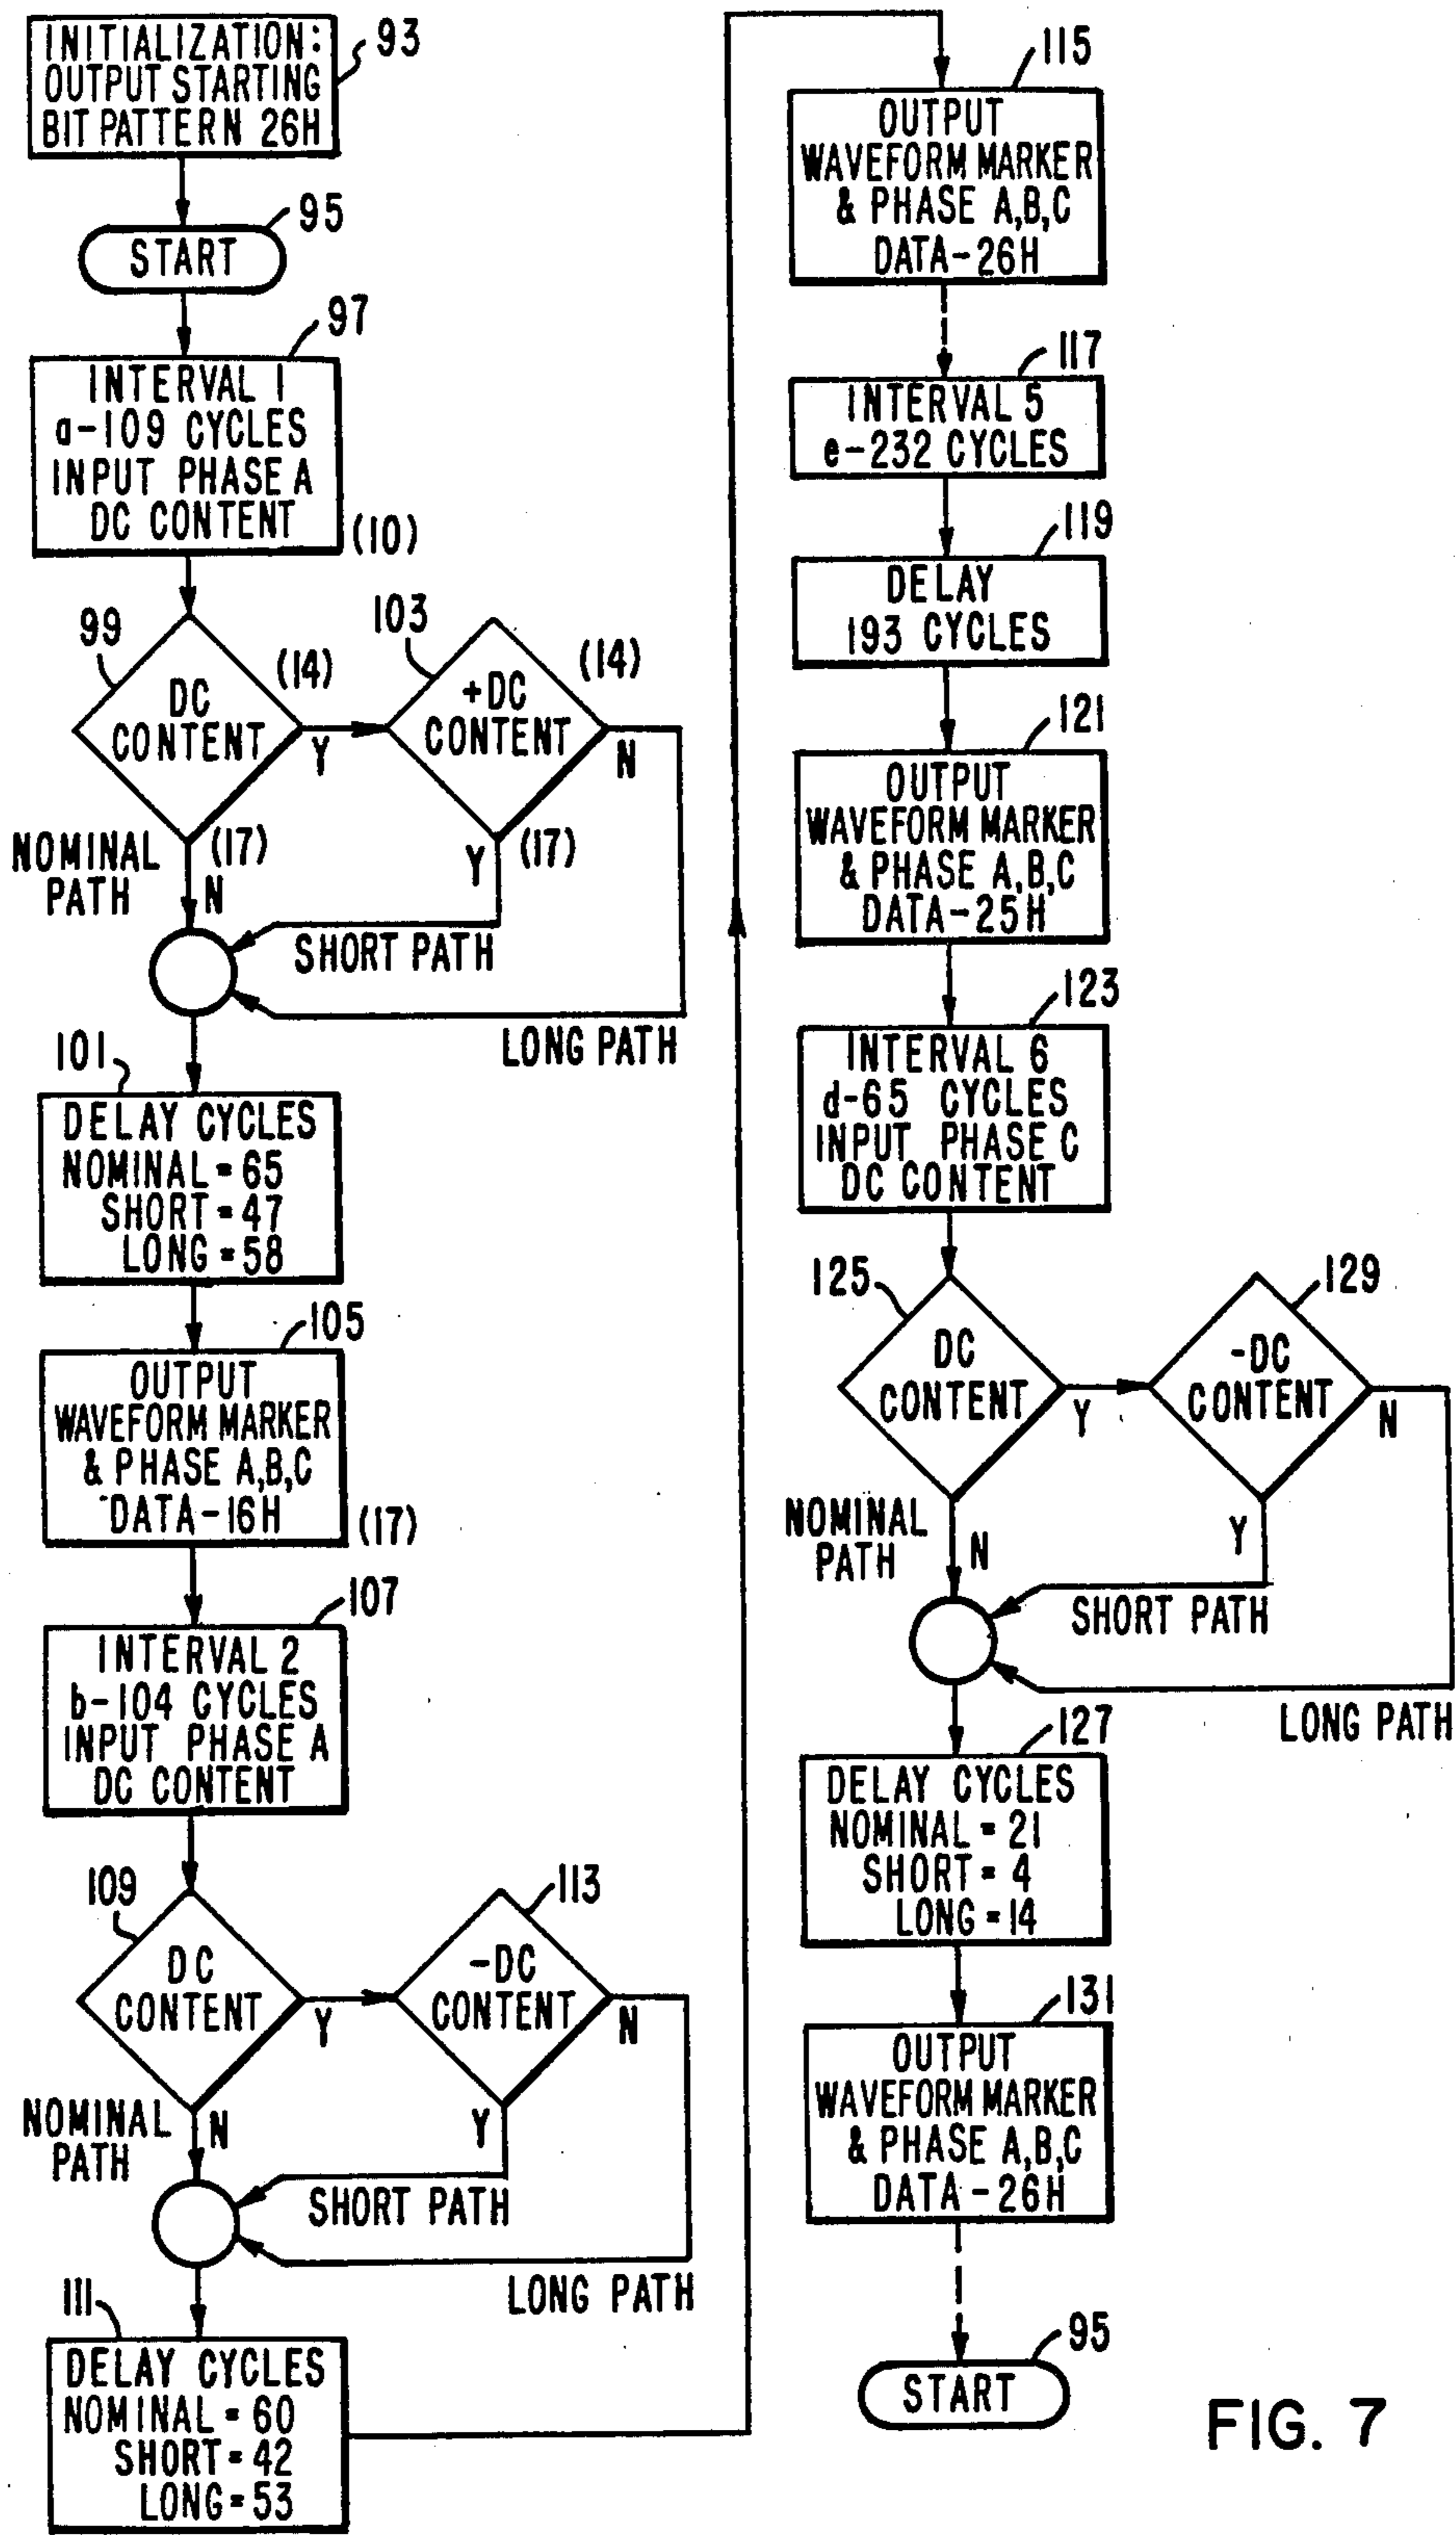 INITIALIZATION:
OUTPUT STARTING
BIT PATTERN 26H
93
95
START
97
INTERVAL 1
a-109 CYCLES
INPUT PHASE A
DC CONTENT
(10)
99
DC
CONTENT
(14)
Y
103
+DC
CONTENT
(14)
N
NOMINAL
PATH
(17)
N
Y
(17)
SHORT PATH
LONG PATH
101
DELAY CYCLES
NOMINAL = 65
SHORT = 47
LONG = 58
105
OUTPUT
WAVEFORM MARKER
& PHASE A,B,C
DATA-16H
(17)
107
INTERVAL 2
b-104 CYCLES
INPUT PHASE A
DC CONTENT
109
DC
CONTENT
Y
113
-DC
CONTENT
N
NOMINAL
PATH
N
Y
SHORT PATH
LONG PATH
111
DELAY CYCLES
NOMINAL = 60
SHORT = 42
LONG = 53
115
OUTPUT
WAVEFORM MARKER
& PHASE A,B,C
DATA-26H
117
INTERVAL 5
e-232 CYCLES
119
DELAY
193 CYCLES
121
OUTPUT
WAVEFORM MARKER
& PHASE A,B,C
DATA-25H
123
INTERVAL 6
d-65 CYCLES
INPUT PHASE C
DC CONTENT
125
DC
CONTENT
Y
129
-DC
CONTENT
N
NOMINAL
PATH
N
Y
SHORT PATH
LONG PATH
127
DELAY CYCLES
NOMINAL = 21
SHORT = 4
LONG = 14
131
OUTPUT
WAVEFORM MARKER
& PHASE A,B,C
DATA-26H
95
START
FIG. 7